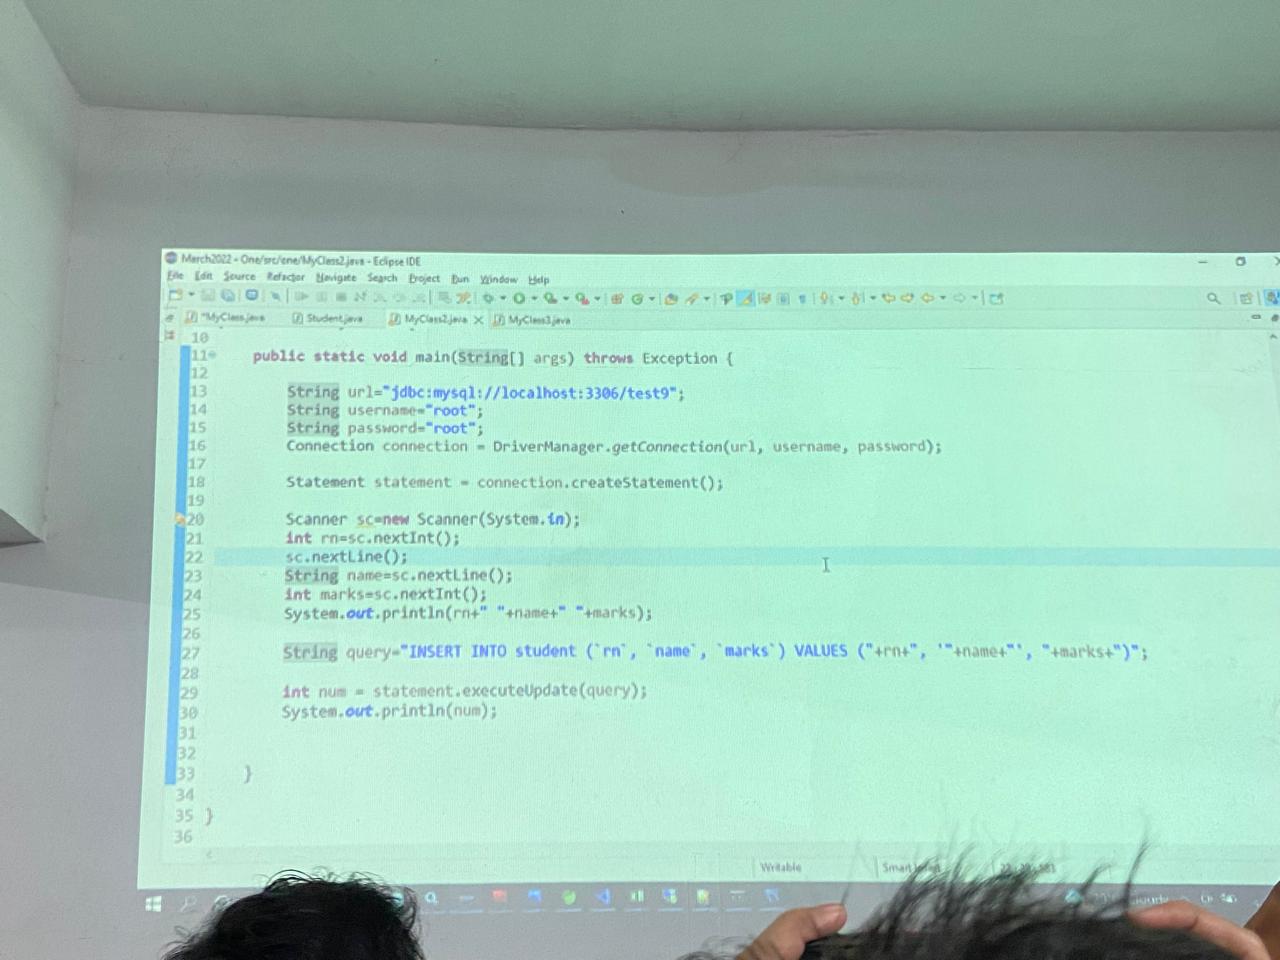 March2022 - One/src/one/MyClass2.java - Eclipse IDE
File Edit Source Refactor Navigate Search Project Run Window Help
*MyClass.java Student.java MyClass2.java MyClass3.java
10
11 public static void main(String[] args) throws Exception {
12
13 String url="jdbc:mysql://localhost:3306/test9";
14 String username="root";
15 String password="root";
16 Connection connection = DriverManager.getConnection(url, username, password);
17
18 Statement statement = connection.createStatement();
19
20 Scanner sc=new Scanner(System.in);
21 int rn=sc.nextInt();
22 sc.nextLine();
23 String name=sc.nextLine();
24 int marks=sc.nextInt();
25 System.out.println(rn+" "+name+" "+marks);
26
27 String query="INSERT INTO student (`rn`, `name`, `marks`) VALUES ("+rn+", '"+name+"', "+marks+")";
28
29 int num = statement.executeUpdate(query);
30 System.out.println(num);
31
32
33 }
34
35 }
36
Writable Smart